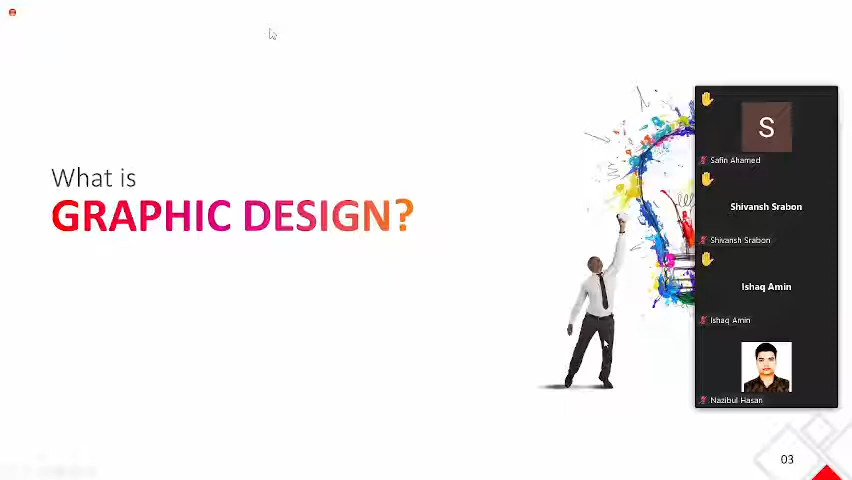 What is
GRAPHIC DESIGN?
S
Safin Ahamed
Shivansh Srabon
Shivansh Srabon
Ishaq Amin
Ishaq Amin
Nazibul Hasan
03